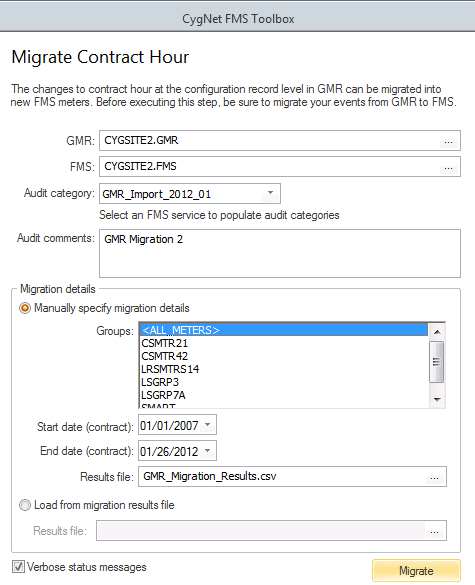 CygNet FMS Toolbox
Migrate Contract Hour
The changes to contract hour at the configuration record level in GMR can be migrated into
new FMS meters. Before executing this step, be sure to migrate your events from GMR to FMS.
GMR: CYGSITE2.GMR ...
FMS: CYGSITE2.FMS ...
Audit category: GMR_Import_2012_01
Select an FMS service to populate audit categories
Audit comments: GMR Migration 2
Migration details
Manually specify migration details
Groups: <ALL_METERS>
CSMTR21
CSMTR42
LRSMTRS14
LSGRP3
LSGRP7A
SMART
Start date (contract): 01/01/2007
End date (contract): 01/26/2012
Results file: GMR_Migration_Results.csv ...
Load from migration results file
Results file: ...
Verbose status messages Migrate